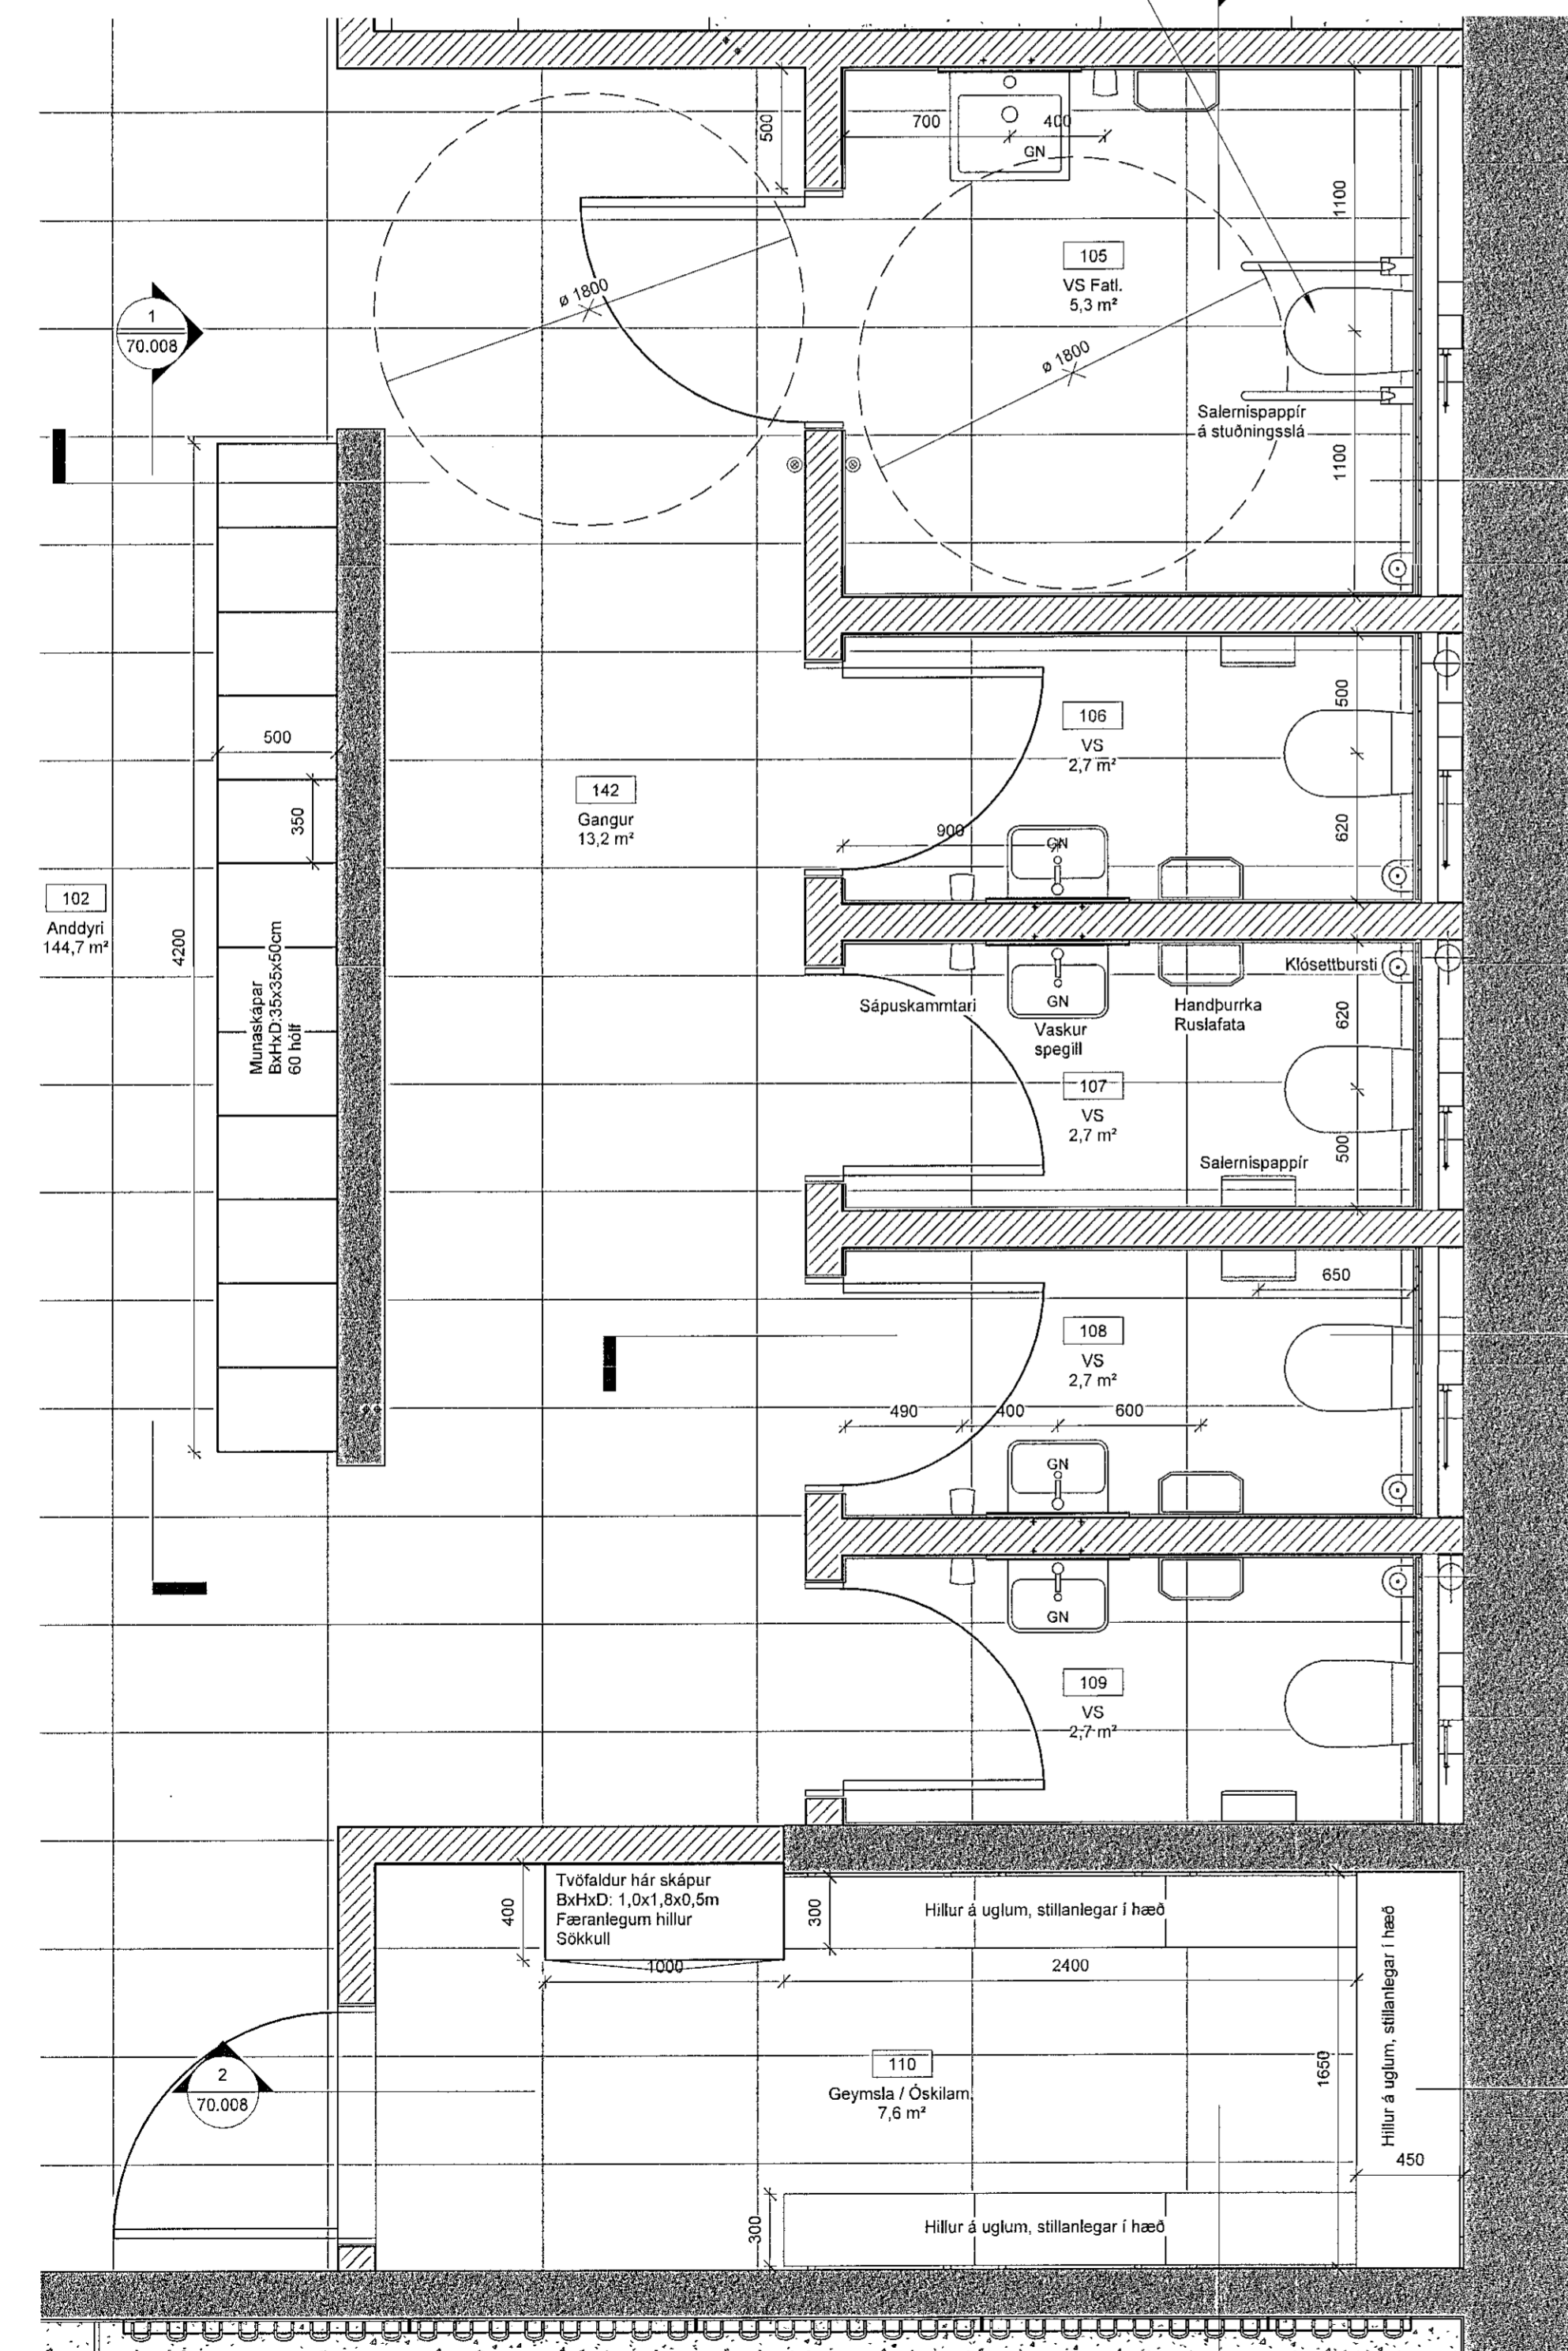 500
700
400
GN
1100
105
VS Fatl.
5,3 m²
ø 1800
ø 1800
1
70.008
Salernispappír
á stuðningsslá
1100
500
106
VS
2,7 m²
500
350
142
Gangur
13,2 m²
900
GN
620
102
Anddyri
144,7 m²
4200
Munaskápar
BxHxD:35x35x50cm
60 hólf
Klósettbursti
Sápuskammtari
GN
Vaskur
spegill
Handþurrka
Ruslafata
620
107
VS
2,7 m²
Salernispappír
500
650
108
VS
2,7 m²
490
400
600
GN
GN
109
VS
2,7 m²
Tvöfaldur hár skápur
BxHxD: 1,0x1,8x0,5m
Færanlegum hillur
Sökkull
400
300
Hillur á uglum, stillanlegar í hæð
1000
2400
Hillur á uglum, stillanlegar í hæð
2
70.008
110
Geymsla / Óskilam.
7,6 m²
1650
450
300
Hillur á uglum, stillanlegar í hæð